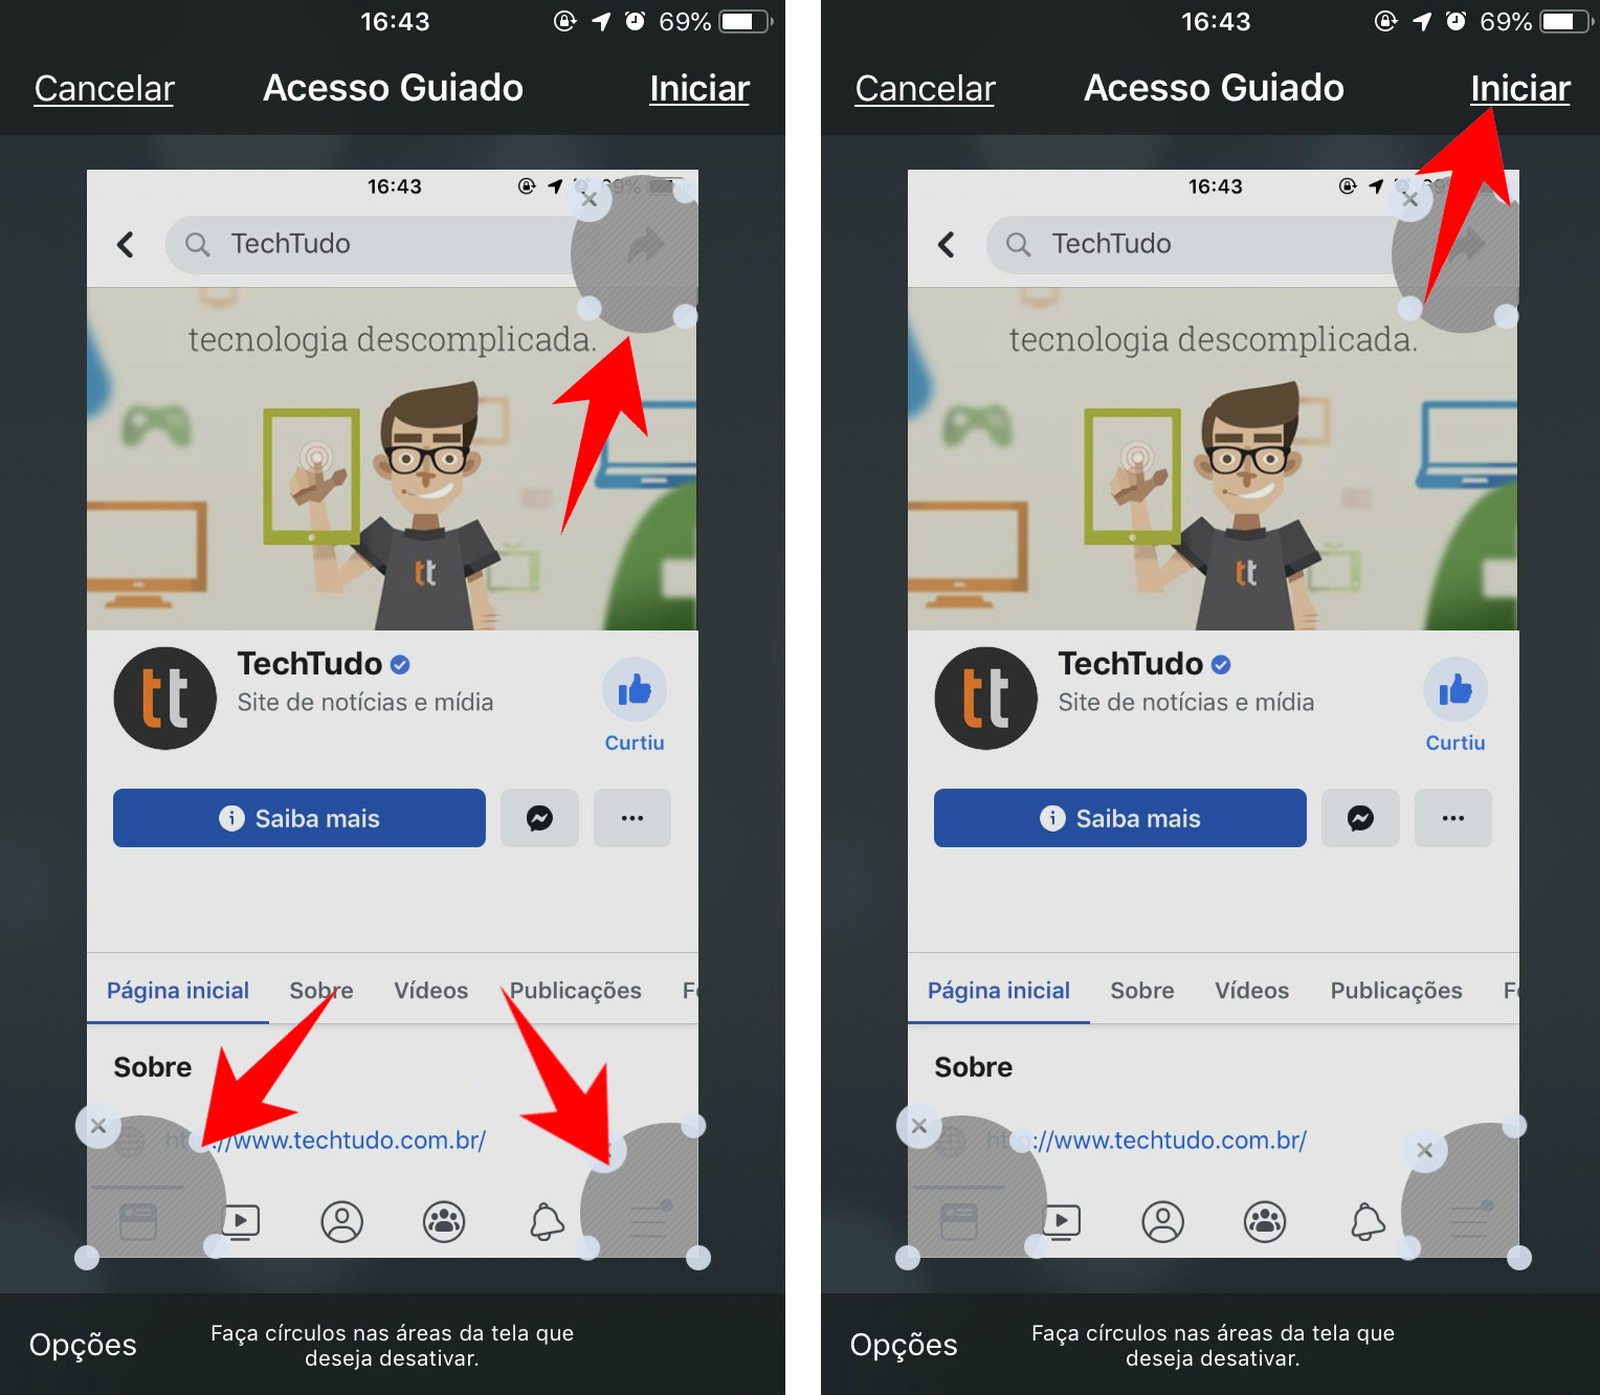 16:43 69%
Cancelar Acesso Guiado Iniciar
16:43 69%
TechTudo
tecnologia descomplicada.
tt
tt
TechTudo
Site de notícias e mídia
Curtiu
Saiba mais
Página inicial Sobre Vídeos Publicações
Sobre
://www.techtudo.com.br/
Opções
Faça círculos nas áreas da tela que
deseja desativar.
16:43 69%
Cancelar Acesso Guiado Iniciar
16:43
TechTudo
tecnologia descomplicada.
tt
tt
TechTudo
Site de notícias e mídia
Curtiu
Saiba mais
Página inicial Sobre Vídeos Publicações
Sobre
://www.techtudo.com.br/
Opções
Faça círculos nas áreas da tela que
deseja desativar.